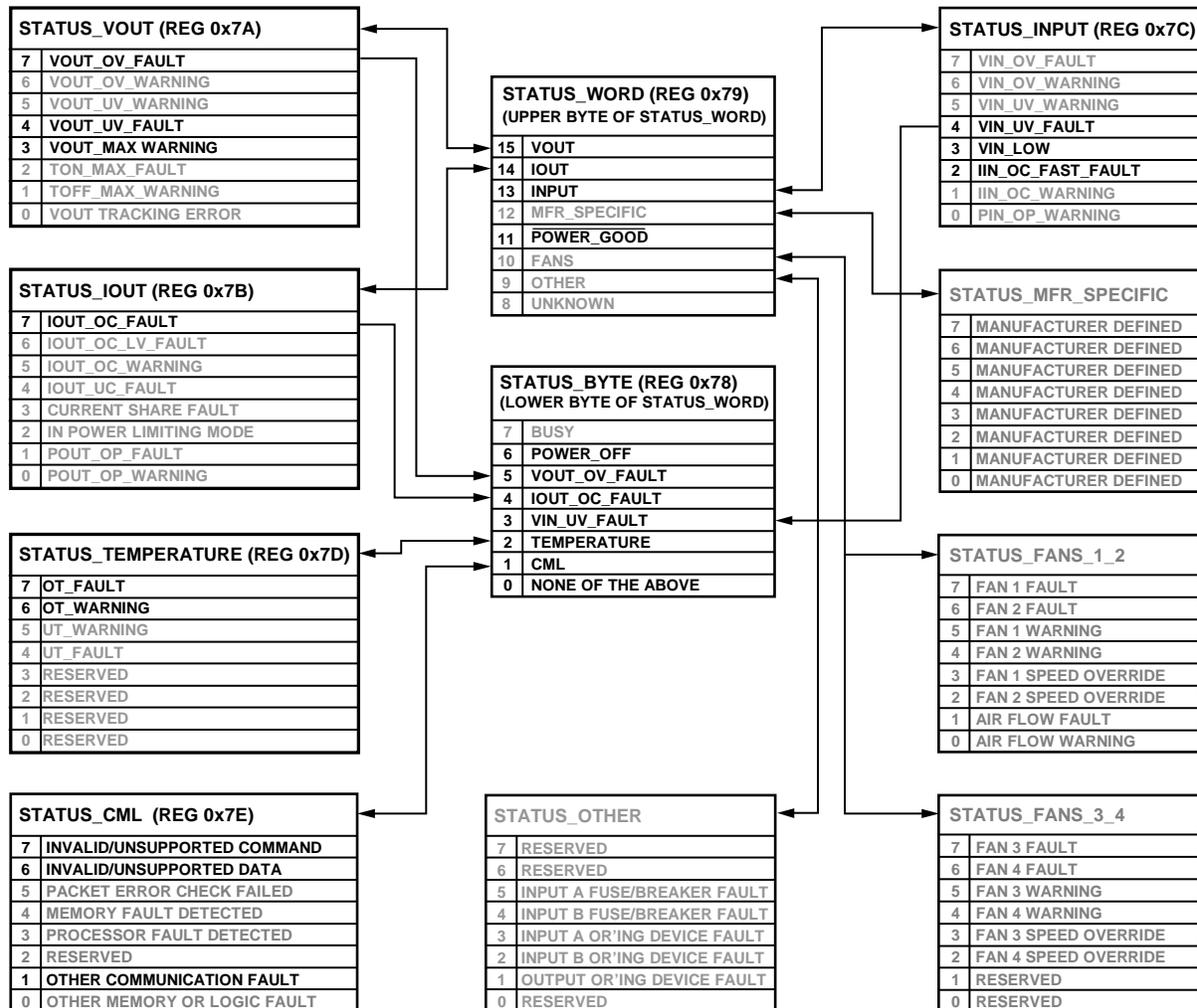 STATUS_VOUT (REG 0x7A)
7 VOUT_OV_FAULT
6 VOUT_OV_WARNING
5 VOUT_UV_WARNING
4 VOUT_UV_FAULT
3 VOUT_MAX WARNING
2 TON_MAX_FAULT
1 TOFF_MAX_WARNING
0 VOUT TRACKING ERROR
STATUS_IOUT (REG 0x7B)
7 IOUT_OC_FAULT
6 IOUT_OC_LV_FAULT
5 IOUT_OC_WARNING
4 IOUT_UC_FAULT
3 CURRENT SHARE FAULT
2 IN POWER LIMITING MODE
1 POUT_OP_FAULT
0 POUT_OP_WARNING
STATUS_TEMPERATURE (REG 0x7D)
7 OT_FAULT
6 OT_WARNING
5 UT_WARNING
4 UT_FAULT
3 RESERVED
2 RESERVED
1 RESERVED
0 RESERVED
STATUS_CML (REG 0x7E)
7 INVALID/UNSUPPORTED COMMAND
6 INVALID/UNSUPPORTED DATA
5 PACKET ERROR CHECK FAILED
4 MEMORY FAULT DETECTED
3 PROCESSOR FAULT DETECTED
2 RESERVED
1 OTHER COMMUNICATION FAULT
0 OTHER MEMORY OR LOGIC FAULT
STATUS_WORD (REG 0x79)
(UPPER BYTE OF STATUS_WORD)
15 VOUT
14 IOUT
13 INPUT
12 MFR_SPECIFIC
11 POWER_GOOD
10 FANS
9 OTHER
8 UNKNOWN
STATUS_BYTE (REG 0x78)
(LOWER BYTE OF STATUS_WORD)
7 BUSY
6 POWER_OFF
5 VOUT_OV_FAULT
4 IOUT_OC_FAULT
3 VIN_UV_FAULT
2 TEMPERATURE
1 CML
0 NONE OF THE ABOVE
STATUS_OTHER
7 RESERVED
6 RESERVED
5 INPUT A FUSE/BREAKER FAULT
4 INPUT B FUSE/BREAKER FAULT
3 INPUT A OR'ING DEVICE FAULT
2 INPUT B OR'ING DEVICE FAULT
1 OUTPUT OR'ING DEVICE FAULT
0 RESERVED
STATUS_INPUT (REG 0x7C)
7 VIN_OV_FAULT
6 VIN_OV_WARNING
5 VIN_UV_WARNING
4 VIN_UV_FAULT
3 VIN_LOW
2 IIN_OC_FAST_FAULT
1 IIN_OC_WARNING
0 PIN_OP_WARNING
STATUS_MFR_SPECIFIC
7 MANUFACTURER DEFINED
6 MANUFACTURER DEFINED
5 MANUFACTURER DEFINED
4 MANUFACTURER DEFINED
3 MANUFACTURER DEFINED
2 MANUFACTURER DEFINED
1 MANUFACTURER DEFINED
0 MANUFACTURER DEFINED
STATUS_FANS_1_2
7 FAN 1 FAULT
6 FAN 2 FAULT
5 FAN 1 WARNING
4 FAN 2 WARNING
3 FAN 1 SPEED OVERRIDE
2 FAN 2 SPEED OVERRIDE
1 AIR FLOW FAULT
0 AIR FLOW WARNING
STATUS_FANS_3_4
7 FAN 3 FAULT
6 FAN 4 FAULT
5 FAN 3 WARNING
4 FAN 4 WARNING
3 FAN 3 SPEED OVERRIDE
2 FAN 4 SPEED OVERRIDE
1 RESERVED
0 RESERVED